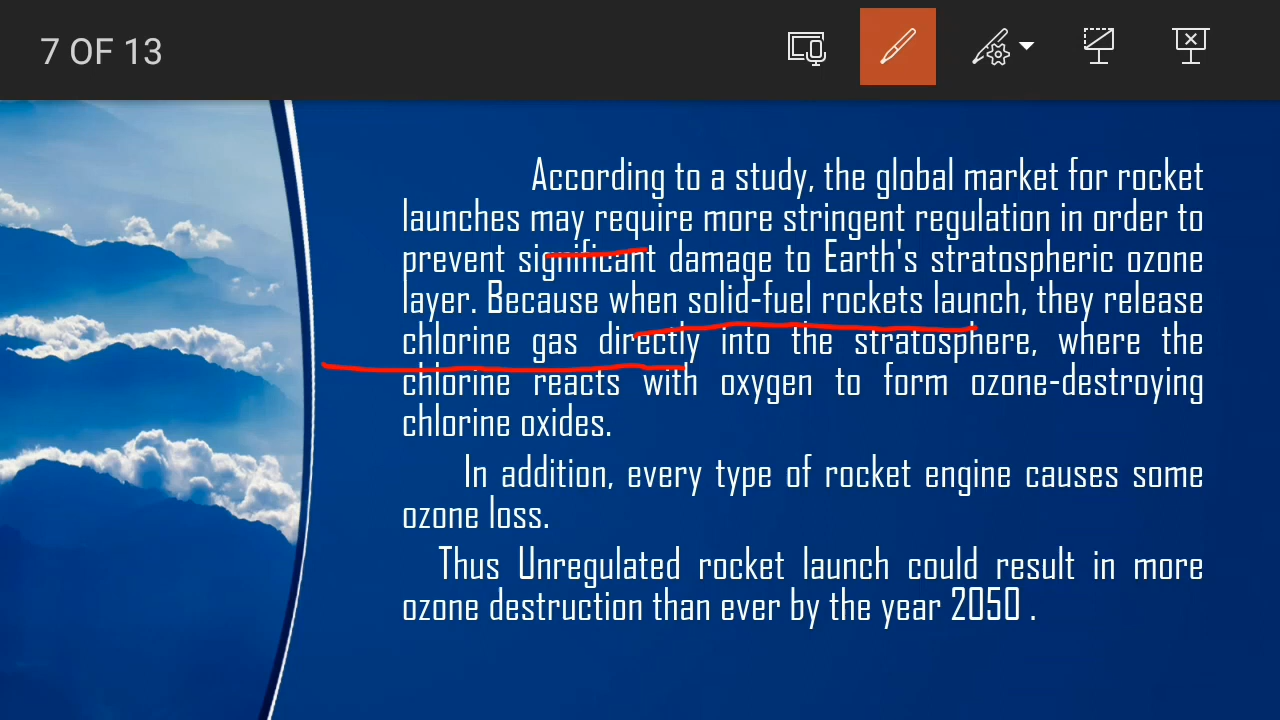 7 OF 13
According to a study, the global market for rocket
launches may require more stringent regulation in order to
prevent significant damage to Earth's stratospheric ozone
layer. Because when solid-fuel rockets launch, they release
chlorine gas directly into the stratosphere, where the
chlorine reacts with oxygen to form ozone-destroying
chlorine oxides.
In addition, every type of rocket engine causes some
ozone loss.
Thus Unregulated rocket launch could result in more
ozone destruction than ever by the year 2050 .